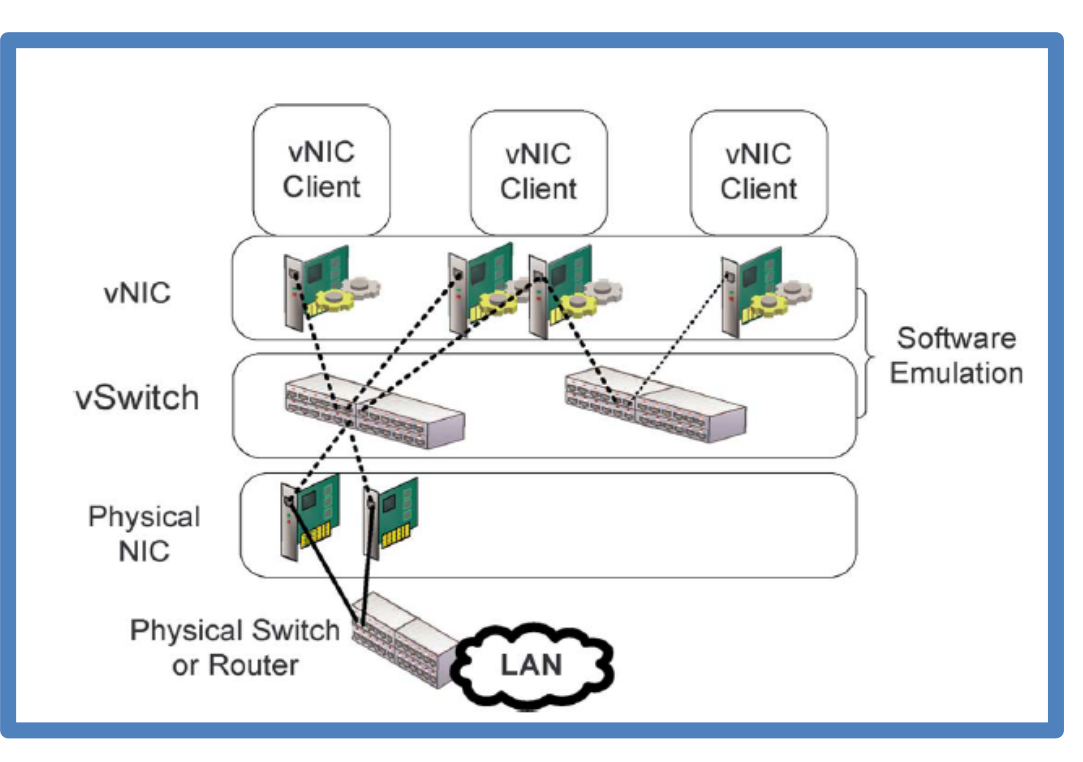 vNIC
Client
vNIC
Client
vNIC
Client
vNIC
vSwitch
Software
Emulation
Physical
NIC
Physical Switch
or Router
LAN